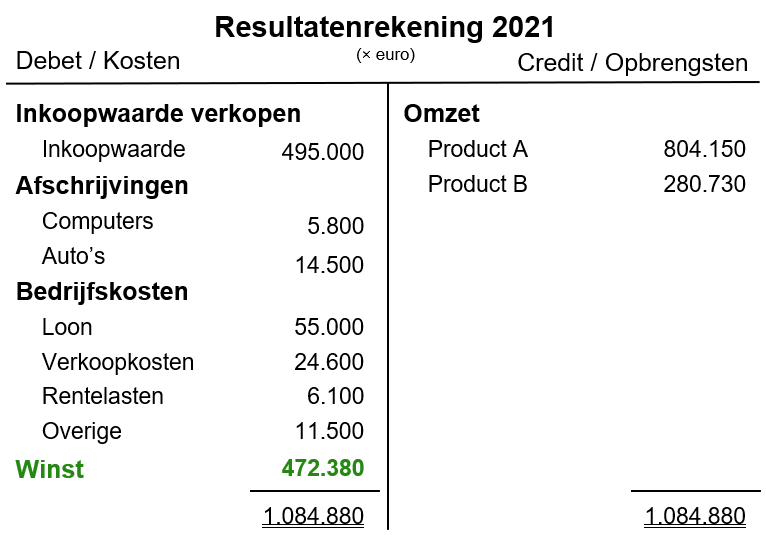 Resultatenrekening 2021
(× euro)
Debet / Kosten
Credit / Opbrengsten
Inkoopwaarde verkopen
Inkoopwaarde 495.000
Afschrijvingen
Computers 5.800
Auto's 14.500
Bedrijfskosten
Loon 55.000
Verkoopkosten 24.600
Rentelasten 6.100
Overige 11.500
Winst 472.380
1.084.880
Omzet
Product A 804.150
Product B 280.730
1.084.880